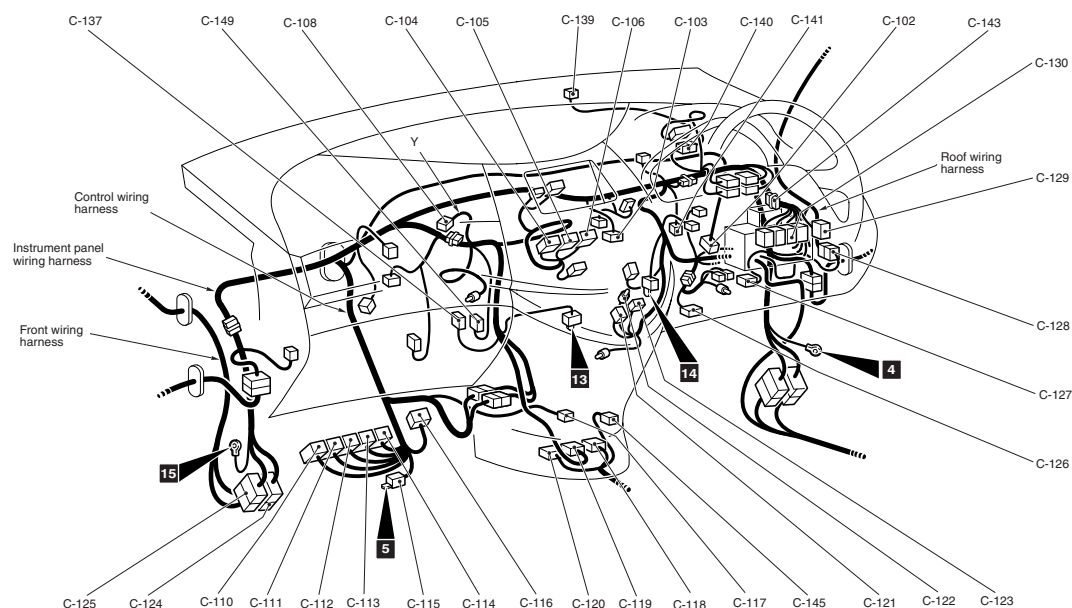 C-137
C-149
C-108
C-104
C-105
C-139
C-106
C-103
C-140
C-141
C-102
C-143
C-130
Y
Roof wiring
harness
C-129
Control wiring
harness
Instrument panel
wiring harness
Front wiring
harness
C-128
13
14
4
C-127
15
C-126
5
C-125
C-124
C-110
C-111
C-112
C-113
C-115
C-114
C-116
C-120
C-119
C-118
C-117
C-145
C-121
C-122
C-123